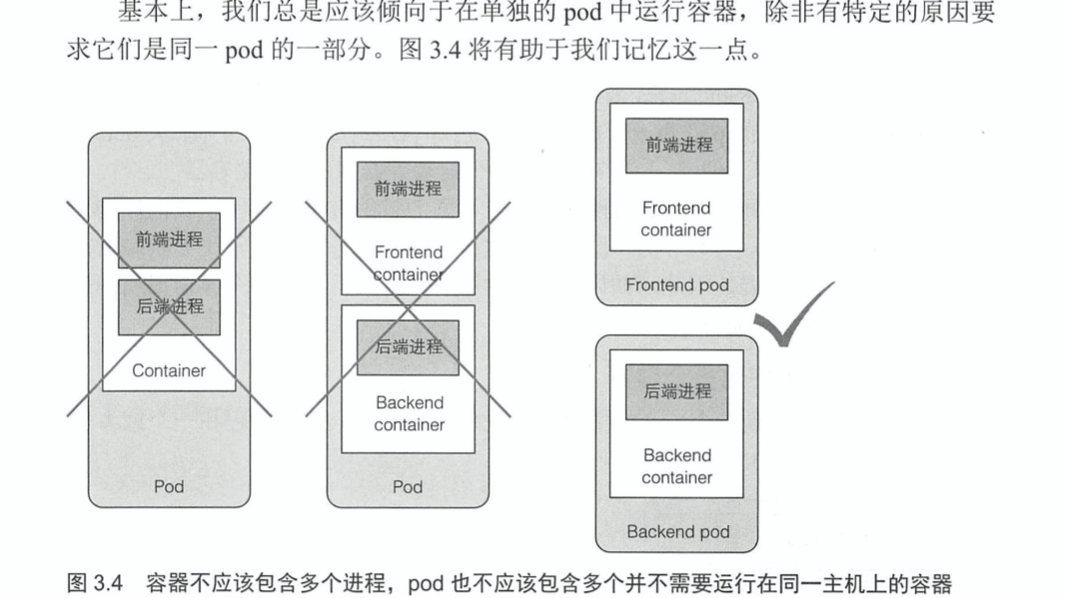 基本上，我们总是应该倾向于在单独的 pod 中运行容器，除非有特定的原因要
求它们是同一 pod 的一部分。图 3.4 将有助于我们记忆这一点。
前端进程
后端进程
Container
Pod
前端进程
Frontend
container
后端进程
Backend
container
Pod
前端进程
Frontend
container
Frontend pod
后端进程
Backend
container
Backend pod
图 3.4 容器不应该包含多个进程，pod 也不应该包含多个并不需要运行在同一主机上的容器